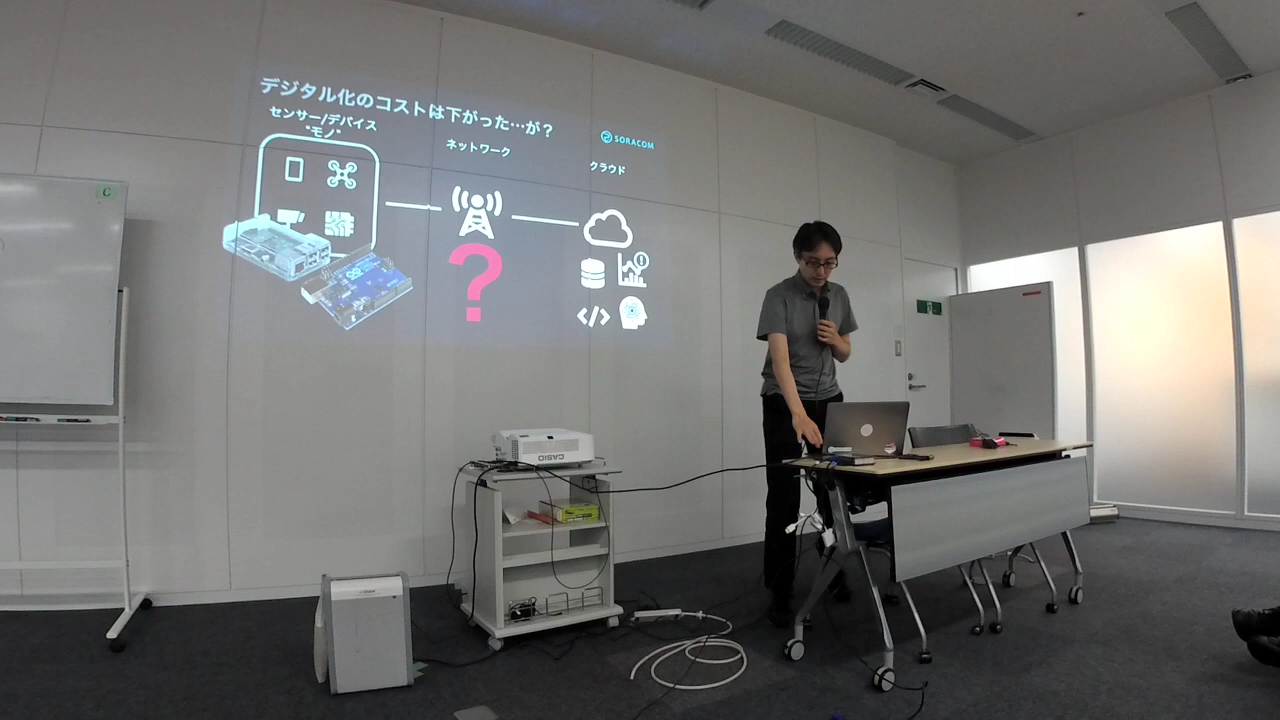 デジタル化のコストは下がった…が？
センサー/デバイス
"モノ"
ネットワーク
SORACOM
クラウド
?
</>
CASIO
C